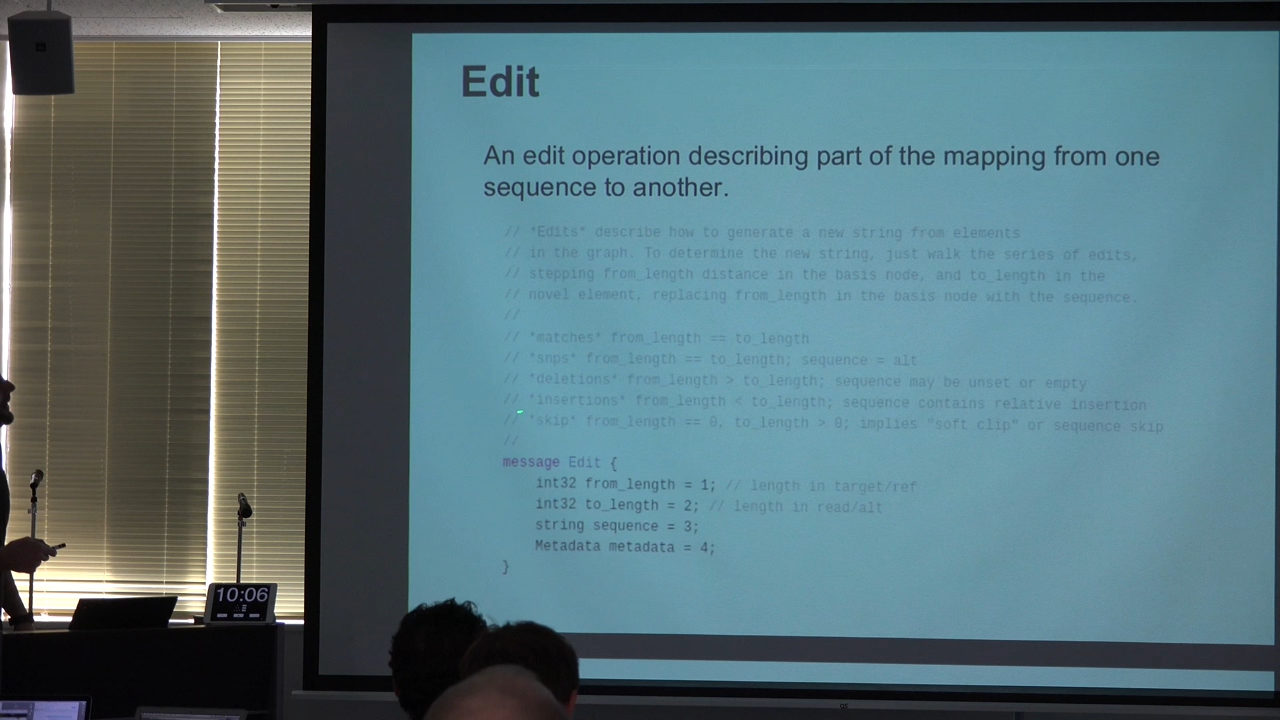 Edit
An edit operation describing part of the mapping from one
sequence to another.
// *Edits* describe how to generate a new string from elements
// in the graph. To determine the new string, just walk the series of edits,
// stepping from_length distance in the basis node, and to_length in the
// novel element, replacing from_length in the basis node with the sequence.
//
// *matches* from_length == to_length
// *snps* from_length == to_length; sequence = alt
// *deletions* from_length > to_length; sequence may be unset or empty
// *insertions* from_length < to_length; sequence contains relative insertion
// *skip* from_length == 0, to_length > 0; implies "soft clip" or sequence skip
//
message Edit {
int32 from_length = 1; // length in target/ref
int32 to_length = 2; // length in read/alt
string sequence = 3;
Metadata metadata = 4;
}
10:06